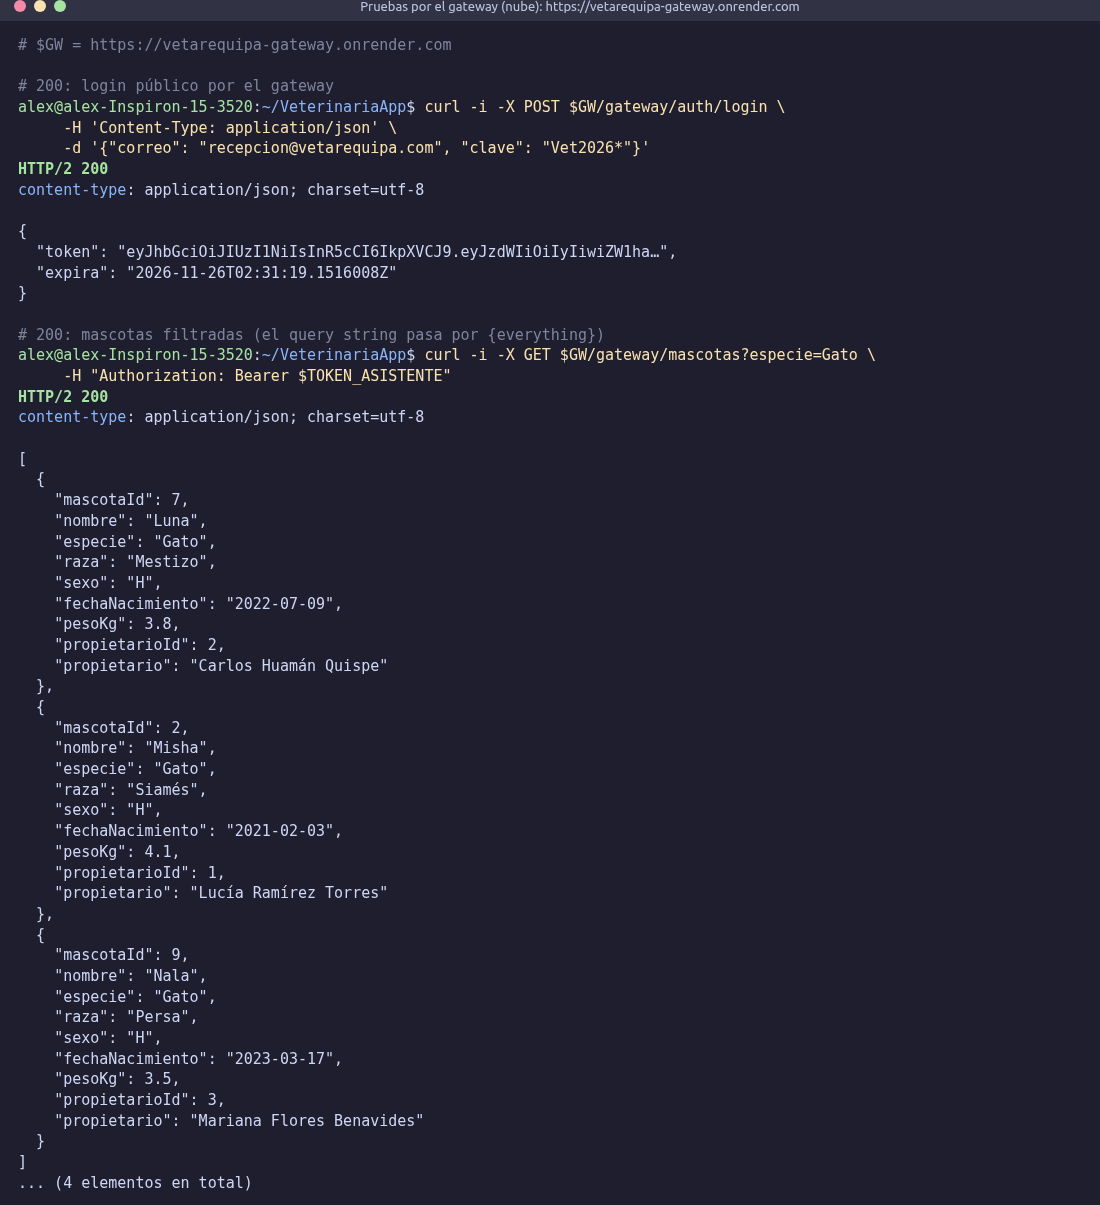 Pruebas por el gateway (nube): https://vetarequipa-gateway.onrender.com
# $GW = https://vetarequipa-gateway.onrender.com

# 200: login público por el gateway
alex@alex-Inspiron-15-3520:~/VeterinariaApp$ curl -i -X POST $GW/gateway/auth/login \
     -H 'Content-Type: application/json' \
     -d '{"correo": "recepcion@vetarequipa.com", "clave": "Vet2026*"}'
HTTP/2 200
content-type: application/json; charset=utf-8

{
  "token": "eyJhbGciOiJIUzI1NiIsInR5cCI6IkpXVCJ9.eyJzdWIiOiIyIiwiZW1ha…",
  "expira": "2026-11-26T02:31:19.1516008Z"
}

# 200: mascotas filtradas (el query string pasa por {everything})
alex@alex-Inspiron-15-3520:~/VeterinariaApp$ curl -i -X GET $GW/gateway/mascotas?especie=Gato \
     -H "Authorization: Bearer $TOKEN_ASISTENTE"
HTTP/2 200
content-type: application/json; charset=utf-8

[
  {
    "mascotaId": 7,
    "nombre": "Luna",
    "especie": "Gato",
    "raza": "Mestizo",
    "sexo": "H",
    "fechaNacimiento": "2022-07-09",
    "pesoKg": 3.8,
    "propietarioId": 2,
    "propietario": "Carlos Huamán Quispe"
  },
  {
    "mascotaId": 2,
    "nombre": "Misha",
    "especie": "Gato",
    "raza": "Siamés",
    "sexo": "H",
    "fechaNacimiento": "2021-02-03",
    "pesoKg": 4.1,
    "propietarioId": 1,
    "propietario": "Lucía Ramírez Torres"
  },
  {
    "mascotaId": 9,
    "nombre": "Nala",
    "especie": "Gato",
    "raza": "Persa",
    "sexo": "H",
    "fechaNacimiento": "2023-03-17",
    "pesoKg": 3.5,
    "propietarioId": 3,
    "propietario": "Mariana Flores Benavides"
  }
]
... (4 elementos en total)